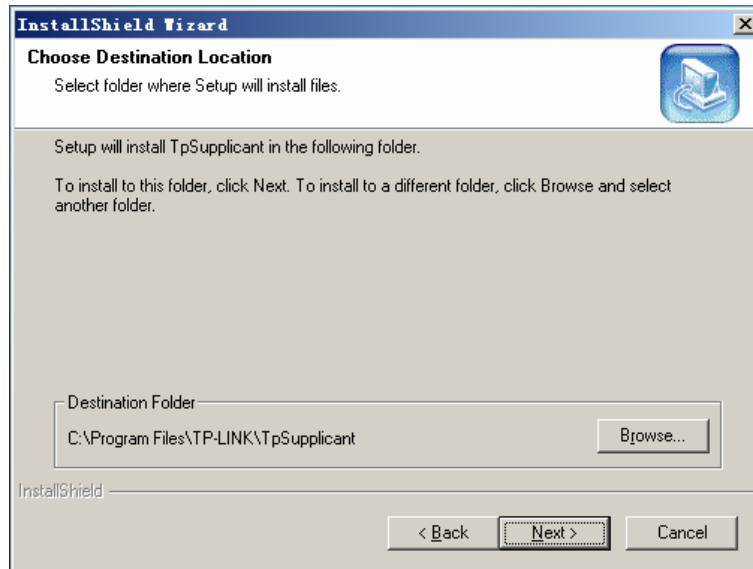 InstallShield Wizard
Choose Destination Location
Select folder where Setup will install files.
Setup will install TpSupplicant in the following folder.
To install to this folder, click Next. To install to a different folder, click Browse and select
another folder.
Destination Folder
C:\Program Files\TP-LINK\TpSupplicant
Browse...
InstallShield
< Back
Next >
Cancel